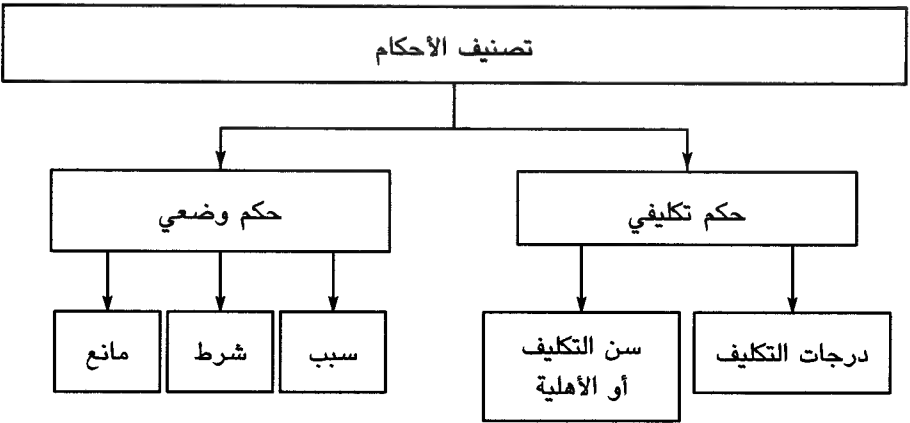 تصنيف الأحكام
حكم تكليفي
حكم وضعي
درجات التكليف
سن التكليف
أو الأهلية
سبب
شرط
مانع